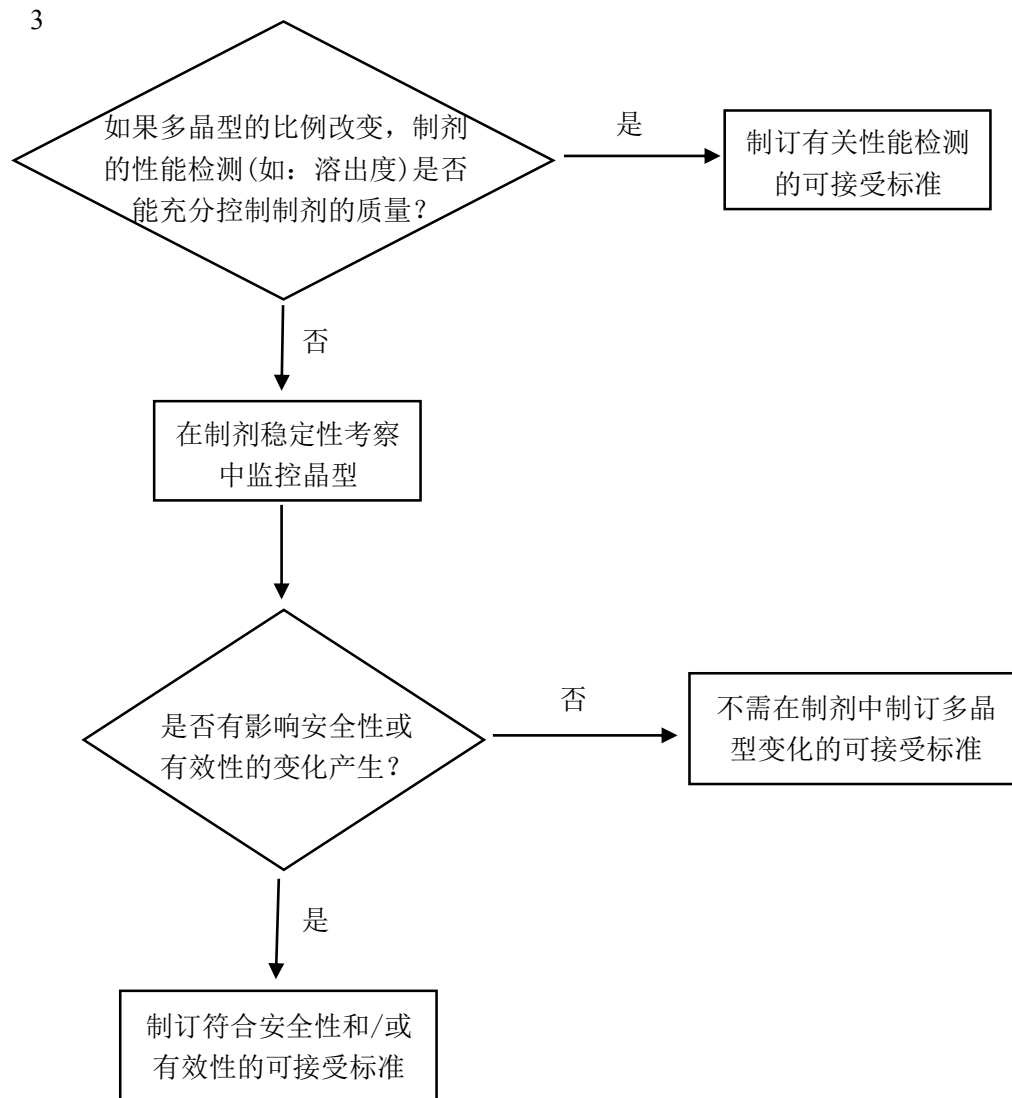 3
如果多晶型的比例改变，制剂
的性能检测(如：溶出度)是否
能充分控制制剂的质量？
是
制订有关性能检测
的可接受标准
否
在制剂稳定性考察
中监控晶型
是否有影响安全性或
有效性的变化产生？
否
不需在制剂中制订多晶
型变化的可接受标准
是
制订符合安全性和/或
有效性的可接受标准